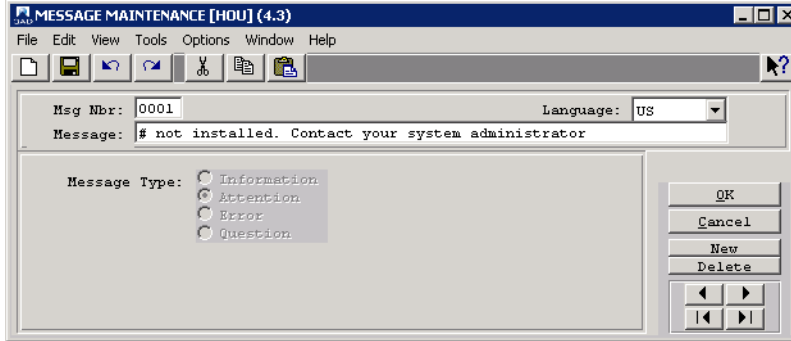 MESSAGE MAINTENANCE [HOU] (4.3)
File Edit View Tools Options Window Help
Msg Nbr: 0001 Language: US
Message: # not installed. Contact your system administrator
Message Type: Information
Attention
Error
Question
OK
Cancel
New
Delete